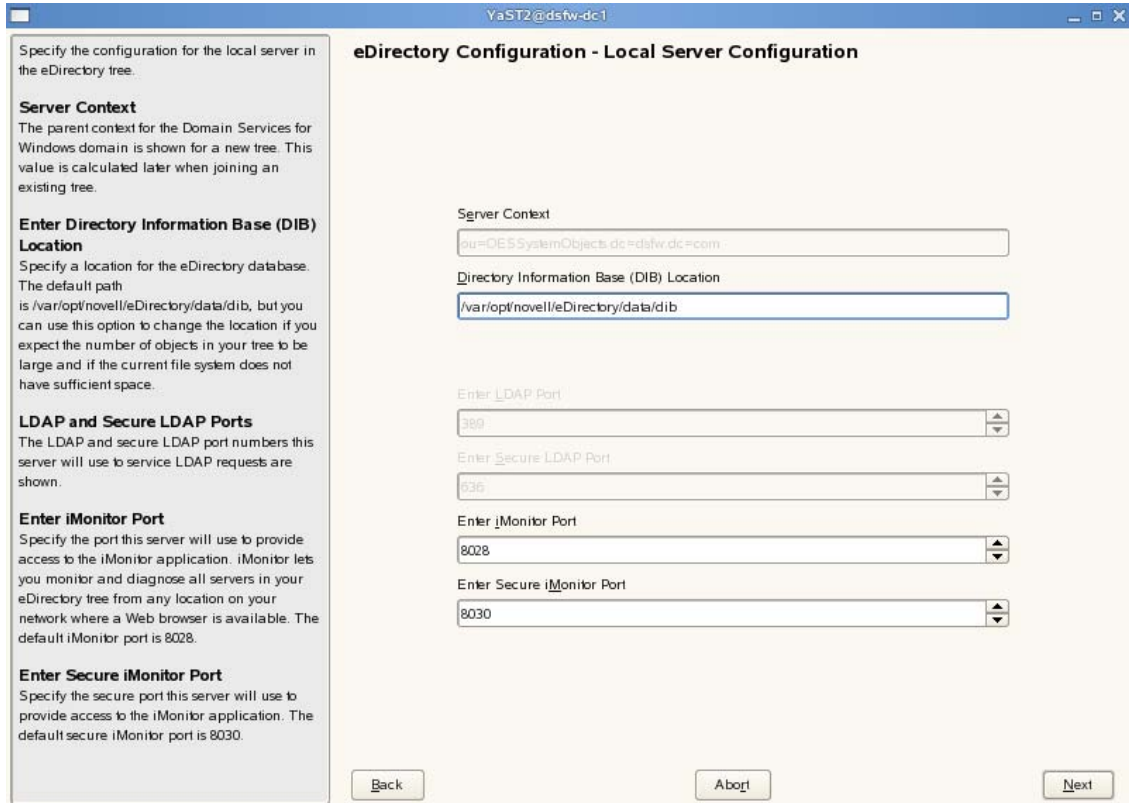 YaST2@dsfw-dc1
Specify the configuration for the local server in
the eDirectory tree.
Server Context
The parent context for the Domain Services for
Windows domain is shown for a new tree. This
value is calculated later when joining an
existing tree.
Enter Directory Information Base (DIB)
Location
Specify a location for the eDirectory database.
The default path
is /var/opt/novell/eDirectory/data/dib, but you
can use this option to change the location if you
expect the number of objects in your tree to be
large and if the current file system does not
have sufficient space.
LDAP and Secure LDAP Ports
The LDAP and secure LDAP port numbers this
server will use to service LDAP requests are
shown.
Enter iMonitor Port
Specify the port this server will use to provide
access to the iMonitor application. iMonitor lets
you monitor and diagnose all servers in your
eDirectory tree from any location on your
network where a Web browser is available. The
default iMonitor port is 8028.
Enter Secure iMonitor Port
Specify the secure port this server will use to
provide access to the iMonitor application. The
default secure iMonitor port is 8030.
eDirectory Configuration - Local Server Configuration
Server Context
ou=OESSystemObjects.dc=dsfw.dc=com
Directory Information Base (DIB) Location
/var/opt/novell/eDirectory/data/dib
Enter LDAP Port
389
Enter Secure LDAP Port
636
Enter iMonitor Port
8028
Enter Secure iMonitor Port
8030
Back
Abort
Next